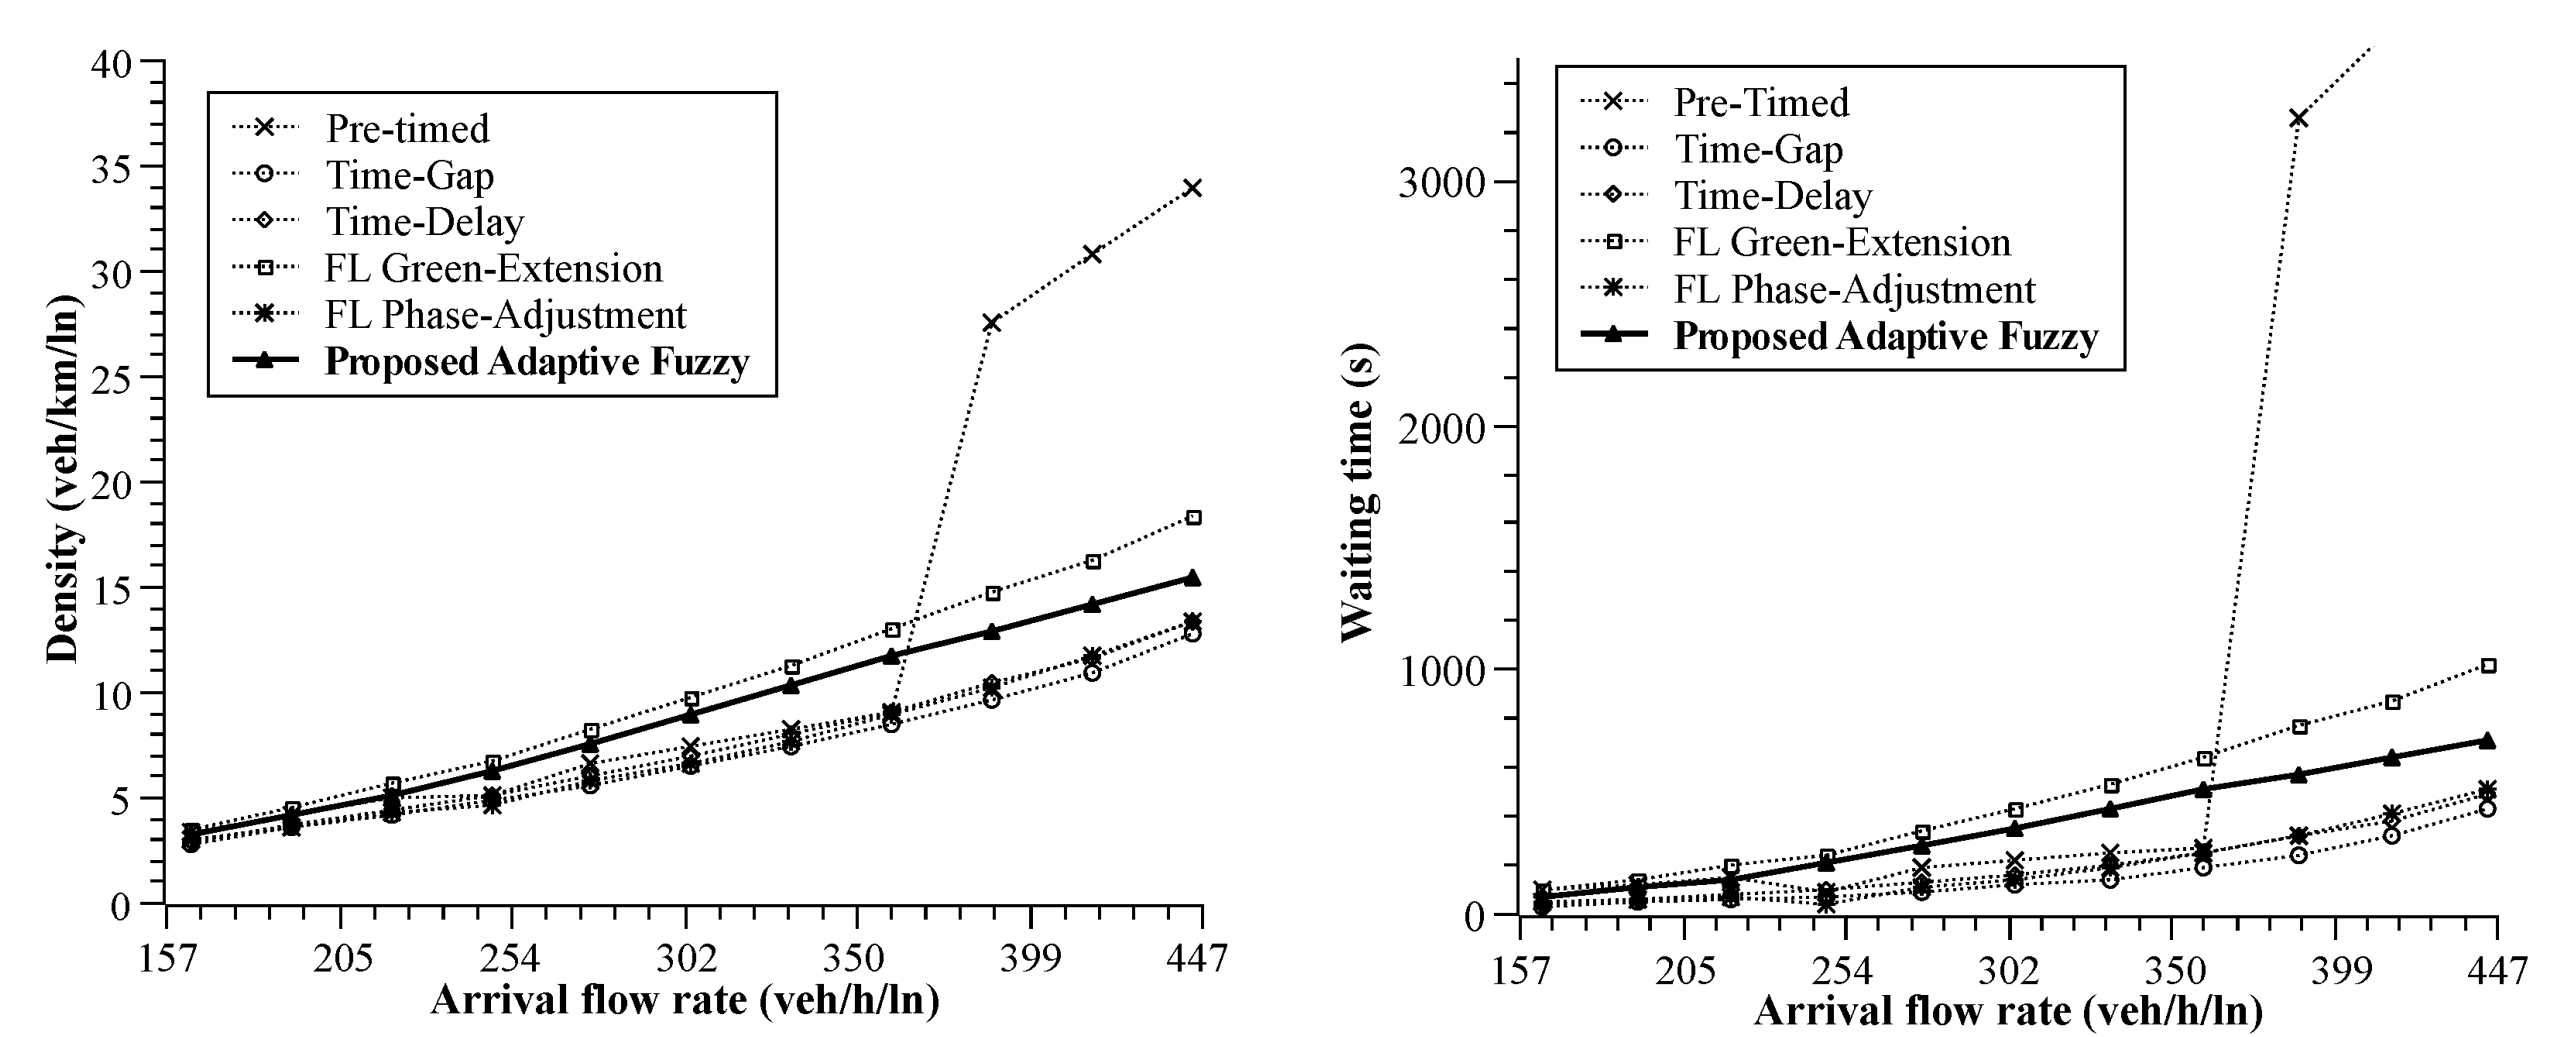 40
35
30
25
20
15
10
5
0
Density (veh/km/ln)
Pre-timed
Time-Gap
Time-Delay
FL Green-Extension
FL Phase-Adjustment
Proposed Adaptive Fuzzy
157 205 254 302 350 399 447
Arrival flow rate (veh/h/ln)
3000
2000
1000
0
Waiting time (s)
Pre-Timed
Time-Gap
Time-Delay
FL Green-Extension
FL Phase-Adjustment
Proposed Adaptive Fuzzy
157 205 254 302 350 399 447
Arrival flow rate (veh/h/ln)